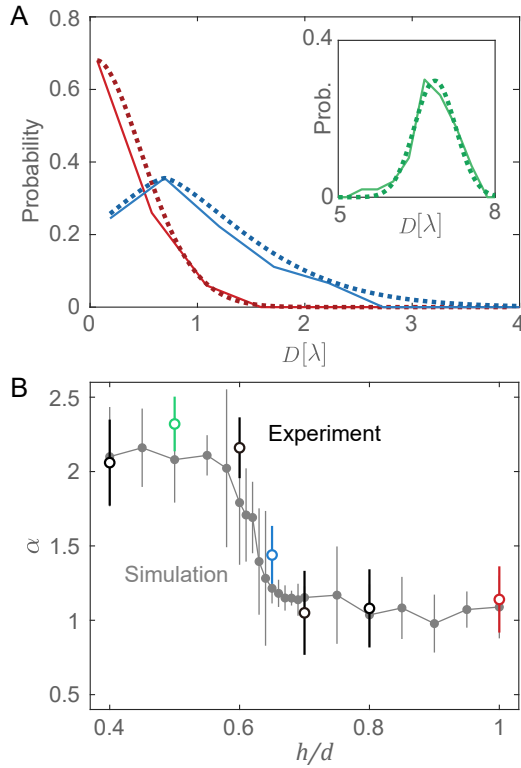 A
0.8
0.6
0.4
0.2
0
Probability
0 1 2 3 4
D[λ]
0.4
Prob.
0
5 8
D[λ]
B
2.5
2
1.5
1
0.5
α
Experiment
Simulation
0.4 0.6 0.8 1
h/d